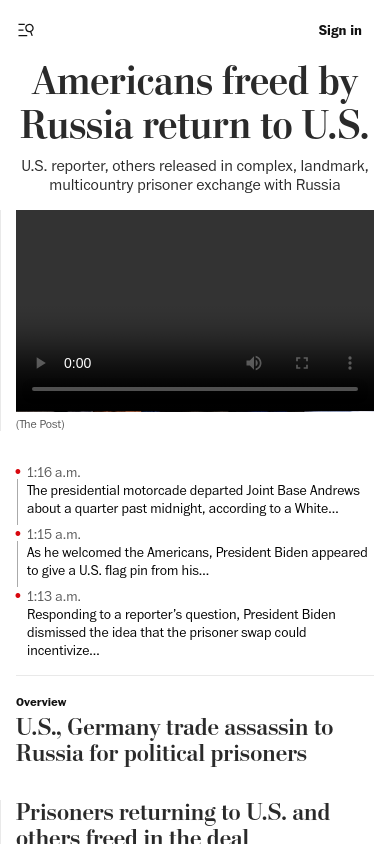 Sign in
Americans freed by
Russia return to U.S.
U.S. reporter, others released in complex, landmark,
multicountry prisoner exchange with Russia
0:00
(The Post)
1:16 a.m.
The presidential motorcade departed Joint Base Andrews
about a quarter past midnight, according to a White...
1:15 a.m.
As he welcomed the Americans, President Biden appeared
to give a U.S. flag pin from his...
1:13 a.m.
Responding to a reporter’s question, President Biden
dismissed the idea that the prisoner swap could
incentivize...
Overview
U.S., Germany trade assassin to
Russia for political prisoners
Prisoners returning to U.S. and
others freed in the deal